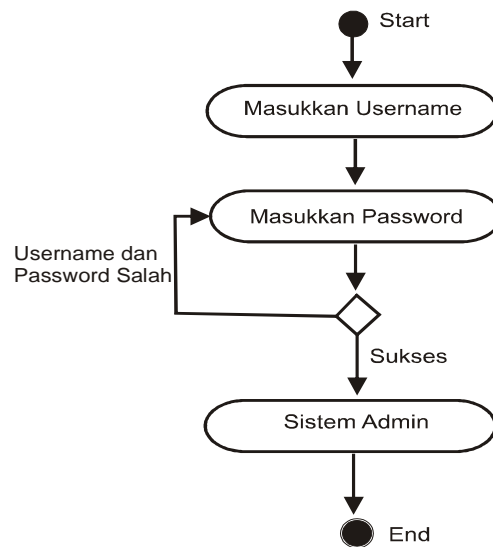 Start
Masukkan Username
Masukkan Password
Username dan
Password Salah
Sukses
Sistem Admin
End